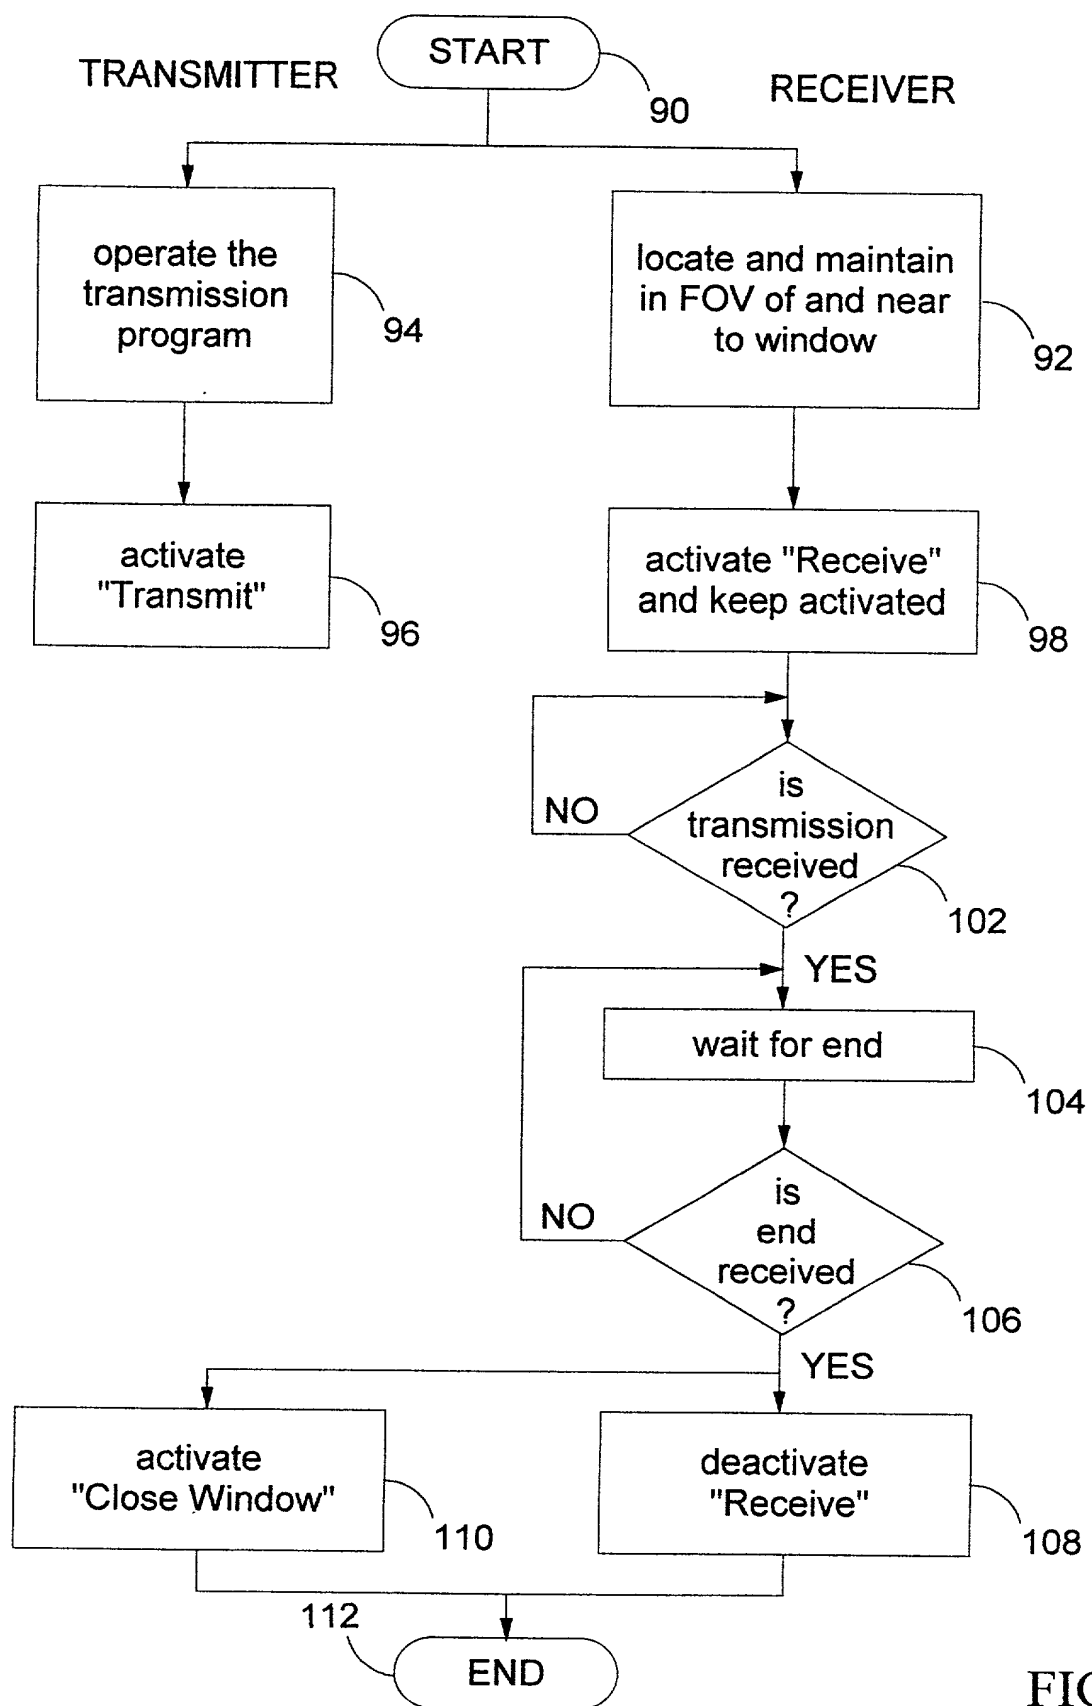 START
TRANSMITTER
RECEIVER
90
operate the
transmission
program
94
locate and maintain
in FOV of and near
to window
92
activate
"Transmit"
96
activate "Receive"
and keep activated
98
is
transmission
received
?
NO
102
YES
wait for end
104
is
end
received
?
NO
106
YES
activate
"Close Window"
110
deactivate
"Receive"
108
112
END